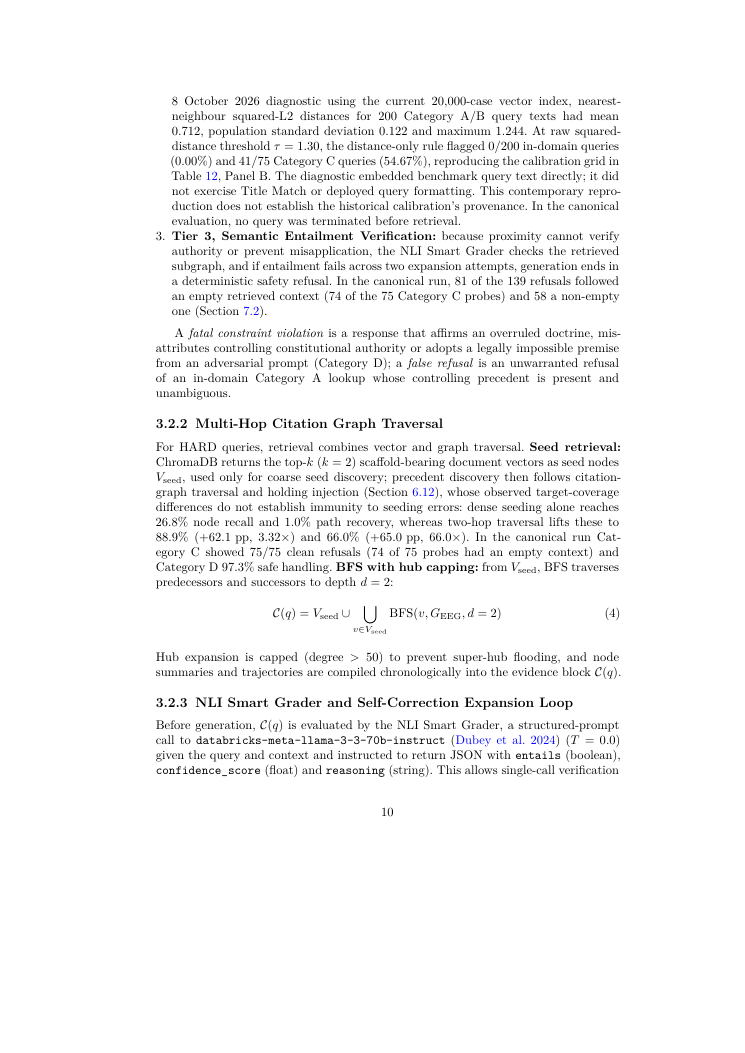 8 October 2026 diagnostic using the current 20,000-case vector index, nearest-
neighbour squared-L2 distances for 200 Category A/B query texts had mean
0.712, population standard deviation 0.122 and maximum 1.244. At raw squared-
distance threshold τ = 1.30, the distance-only rule flagged 0/200 in-domain queries
(0.00%) and 41/75 Category C queries (54.67%), reproducing the calibration grid in
Table 12, Panel B. The diagnostic embedded benchmark query text directly; it did
not exercise Title Match or deployed query formatting. This contemporary repro-
duction does not establish the historical calibration's provenance. In the canonical
evaluation, no query was terminated before retrieval.
3. Tier 3, Semantic Entailment Verification: because proximity cannot verify
authority or prevent misapplication, the NLI Smart Grader checks the retrieved
subgraph, and if entailment fails across two expansion attempts, generation ends in
a deterministic safety refusal. In the canonical run, 81 of the 139 refusals followed
an empty retrieved context (74 of the 75 Category C probes) and 58 a non-empty
one (Section 7.2).
A fatal constraint violation is a response that affirms an overruled doctrine, mis-
attributes controlling constitutional authority or adopts a legally impossible premise
from an adversarial prompt (Category D); a false refusal is an unwarranted refusal
of an in-domain Category A lookup whose controlling precedent is present and
unambiguous.
3.2.2 Multi-Hop Citation Graph Traversal
For HARD queries, retrieval combines vector and graph traversal. Seed retrieval:
ChromaDB returns the top-k (k = 2) scaffold-bearing document vectors as seed nodes
V_seed, used only for coarse seed discovery; precedent discovery then follows citation-
graph traversal and holding injection (Section 6.12), whose observed target-coverage
differences do not establish immunity to seeding errors: dense seeding alone reaches
26.8% node recall and 1.0% path recovery, whereas two-hop traversal lifts these to
88.9% (+62.1 pp, 3.32×) and 66.0% (+65.0 pp, 66.0×). In the canonical run Cat-
egory C showed 75/75 clean refusals (74 of 75 probes had an empty context) and
Category D 97.3% safe handling. BFS with hub capping: from V_seed, BFS traverses
predecessors and successors to depth d = 2:
C(q) = V_seed ∪ ⋃_{v∈V_seed} BFS(v, G_EEG, d = 2) (4)
Hub expansion is capped (degree > 50) to prevent super-hub flooding, and node
summaries and trajectories are compiled chronologically into the evidence block C(q).
3.2.3 NLI Smart Grader and Self-Correction Expansion Loop
Before generation, C(q) is evaluated by the NLI Smart Grader, a structured-prompt
call to databricks-meta-llama-3-3-70b-instruct (Dubey et al. 2024) (T = 0.0)
given the query and context and instructed to return JSON with entails (boolean),
confidence_score (float) and reasoning (string). This allows single-call verification
10